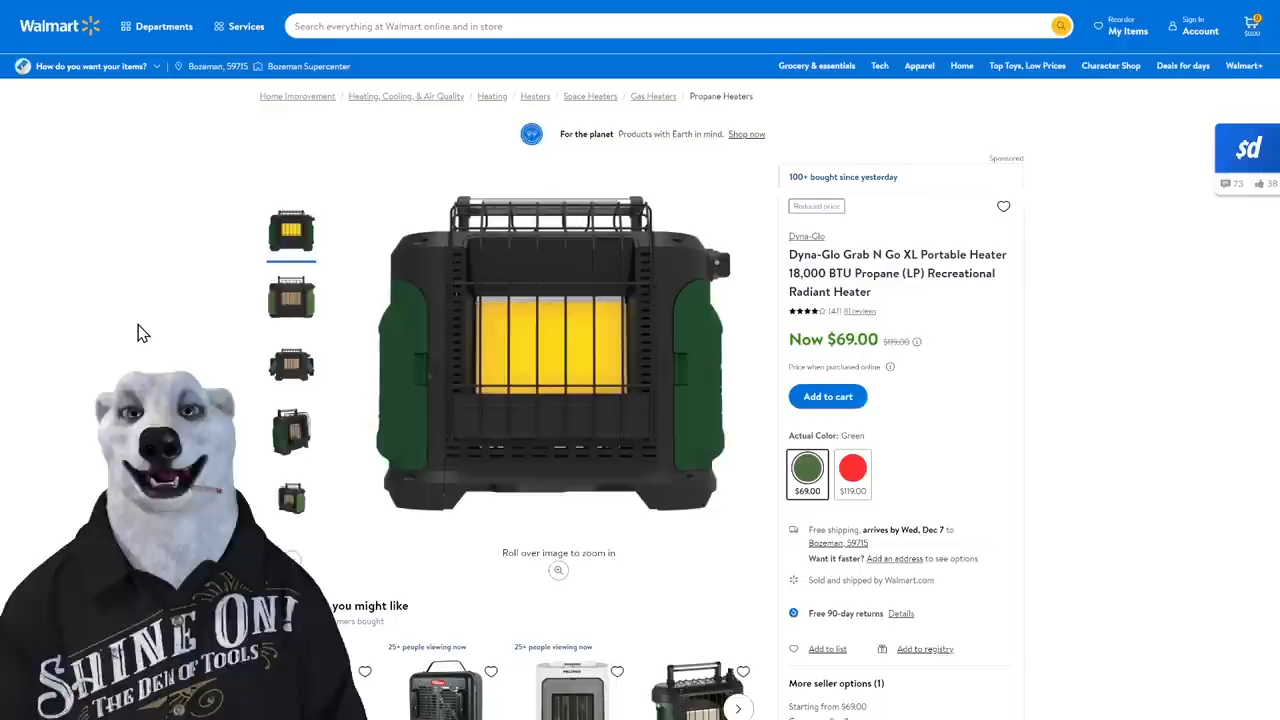 Walmart
Departments
Services
Search everything at Walmart online and in store
Reorder
My Items
Sign In
Account
0
$0.00
How do you want your items?
Bozeman, 59715
Bozeman Supercenter
Grocery & essentials
Tech
Apparel
Home
Top Toys, Low Prices
Character Shop
Deals for days
Walmart+
Home Improvement / Heating, Cooling, & Air Quality / Heating / Heaters / Space Heaters / Gas Heaters / Propane Heaters
For the planet Products with Earth in mind. Shop now
Sponsored
$d
73
38
100+ bought since yesterday
Reduced price
Dyna-Glo
Dyna-Glo Grab N Go XL Portable Heater
18,000 BTU Propane (LP) Recreational
Radiant Heater
(4.1) 81 reviews
Now $69.00 $119.00
Price when purchased online
Add to cart
Actual Color: Green
$69.00
$119.00
Free shipping, arrives by Wed, Dec 7 to
Bozeman, 59715
Want it faster? Add an address to see options
Sold and shipped by Walmart.com
Free 90-day returns Details
Add to list
Add to registry
More seller options (1)
Starting from $69.00
Roll over image to zoom in
you might like
mers bought
25+ people viewing now
25+ people viewing now
SHINE ON!
THE DEN OF TOOLS